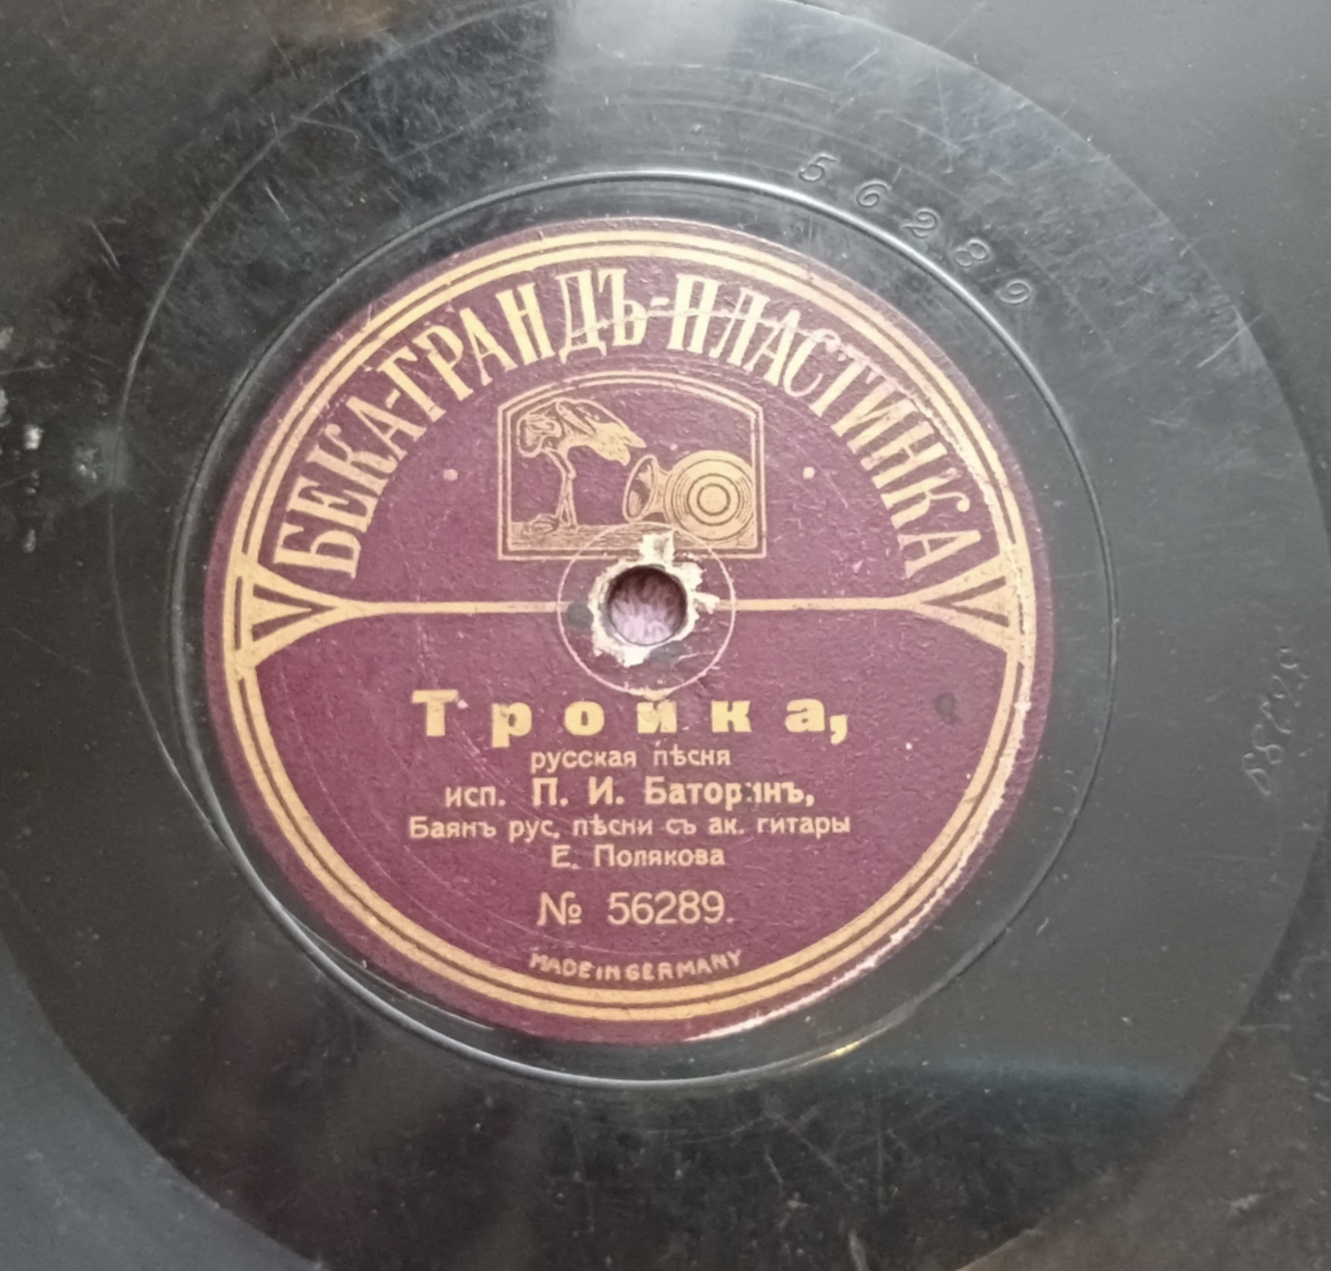 56289
БЕКА-ГРАНДЪ-ПЛАСТИНКА
Тройка,
русская пѣсня
исп. П. И. Баторинъ,
Баянъ рус. пѣсни съ ак. гитары
Е. Полякова
№ 56289.
MADE IN GERMANY